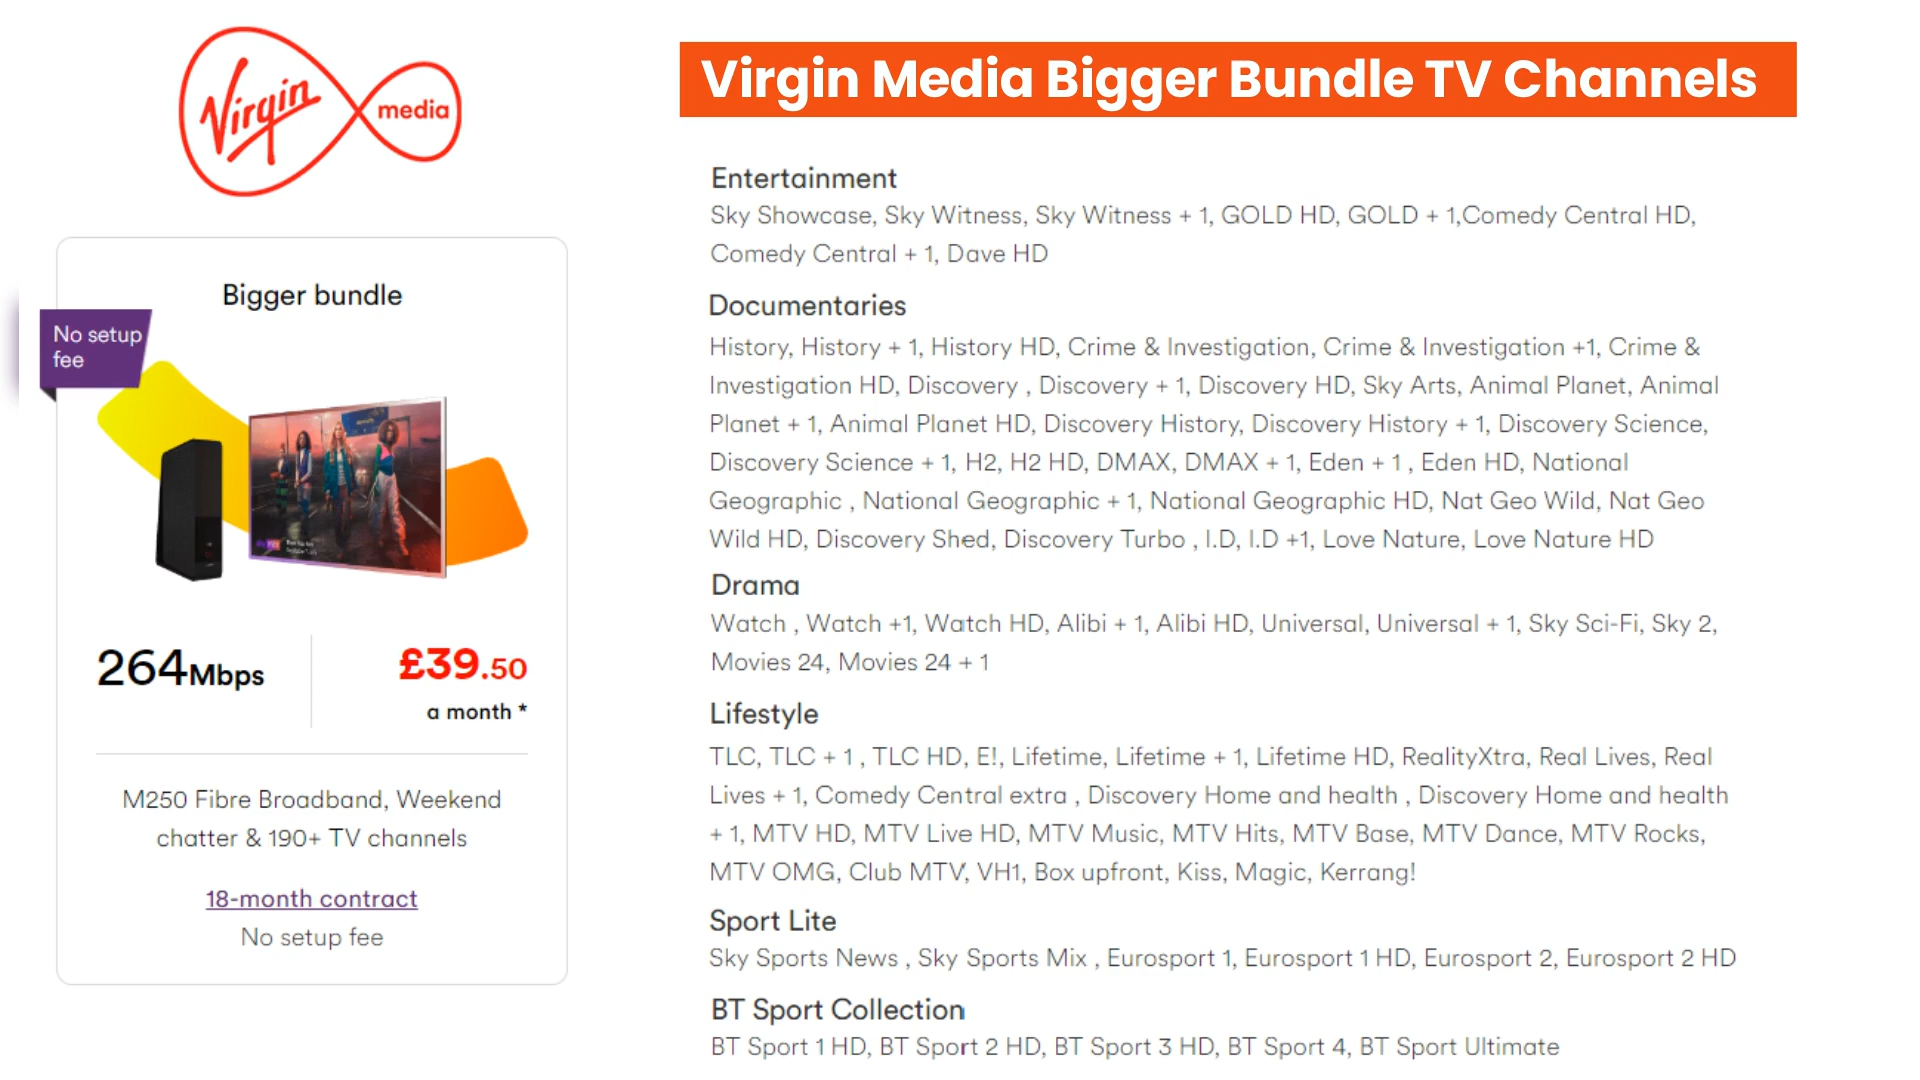 Virgin media
Virgin Media Bigger Bundle TV Channels
Bigger bundle
No setup
fee
264Mbps
£39.50
a month *
M250 Fibre Broadband, Weekend
chatter & 190+ TV channels
18-month contract
No setup fee
Entertainment
Sky Showcase, Sky Witness, Sky Witness + 1, GOLD HD, GOLD + 1,Comedy Central HD,
Comedy Central + 1, Dave HD
Documentaries
History, History + 1, History HD, Crime & Investigation, Crime & Investigation +1, Crime &
Investigation HD, Discovery , Discovery + 1, Discovery HD, Sky Arts, Animal Planet, Animal
Planet + 1, Animal Planet HD, Discovery History, Discovery History + 1, Discovery Science,
Discovery Science + 1, H2, H2 HD, DMAX, DMAX + 1, Eden + 1 , Eden HD, National
Geographic , National Geographic + 1, National Geographic HD, Nat Geo Wild, Nat Geo
Wild HD, Discovery Shed, Discovery Turbo , I.D, I.D +1, Love Nature, Love Nature HD
Drama
Watch , Watch +1, Watch HD, Alibi + 1, Alibi HD, Universal, Universal + 1, Sky Sci-Fi, Sky 2,
Movies 24, Movies 24 + 1
Lifestyle
TLC, TLC + 1 , TLC HD, E!, Lifetime, Lifetime + 1, Lifetime HD, RealityXtra, Real Lives, Real
Lives + 1, Comedy Central extra , Discovery Home and health , Discovery Home and health
+ 1, MTV HD, MTV Live HD, MTV Music, MTV Hits, MTV Base, MTV Dance, MTV Rocks,
MTV OMG, Club MTV, VH1, Box upfront, Kiss, Magic, Kerrang!
Sport Lite
Sky Sports News , Sky Sports Mix , Eurosport 1, Eurosport 1 HD, Eurosport 2, Eurosport 2 HD
BT Sport Collection
BT Sport 1 HD, BT Sport 2 HD, BT Sport 3 HD, BT Sport 4, BT Sport Ultimate